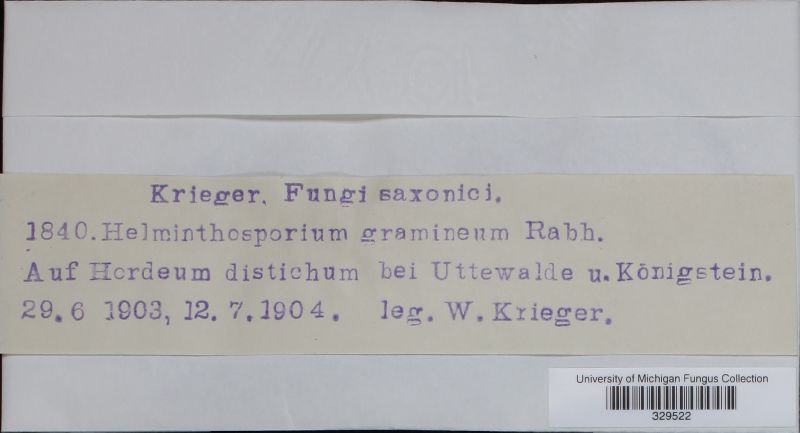 Krieger, Fungi saxonici.
1840. Helminthosporium gramineum Rabh.
Auf Hordeum distichum bei Uttewalde u. Königstein.
29. 6 1903, 12. 7. 1904. leg. W. Krieger.
University of Michigan Fungus Collection
329522